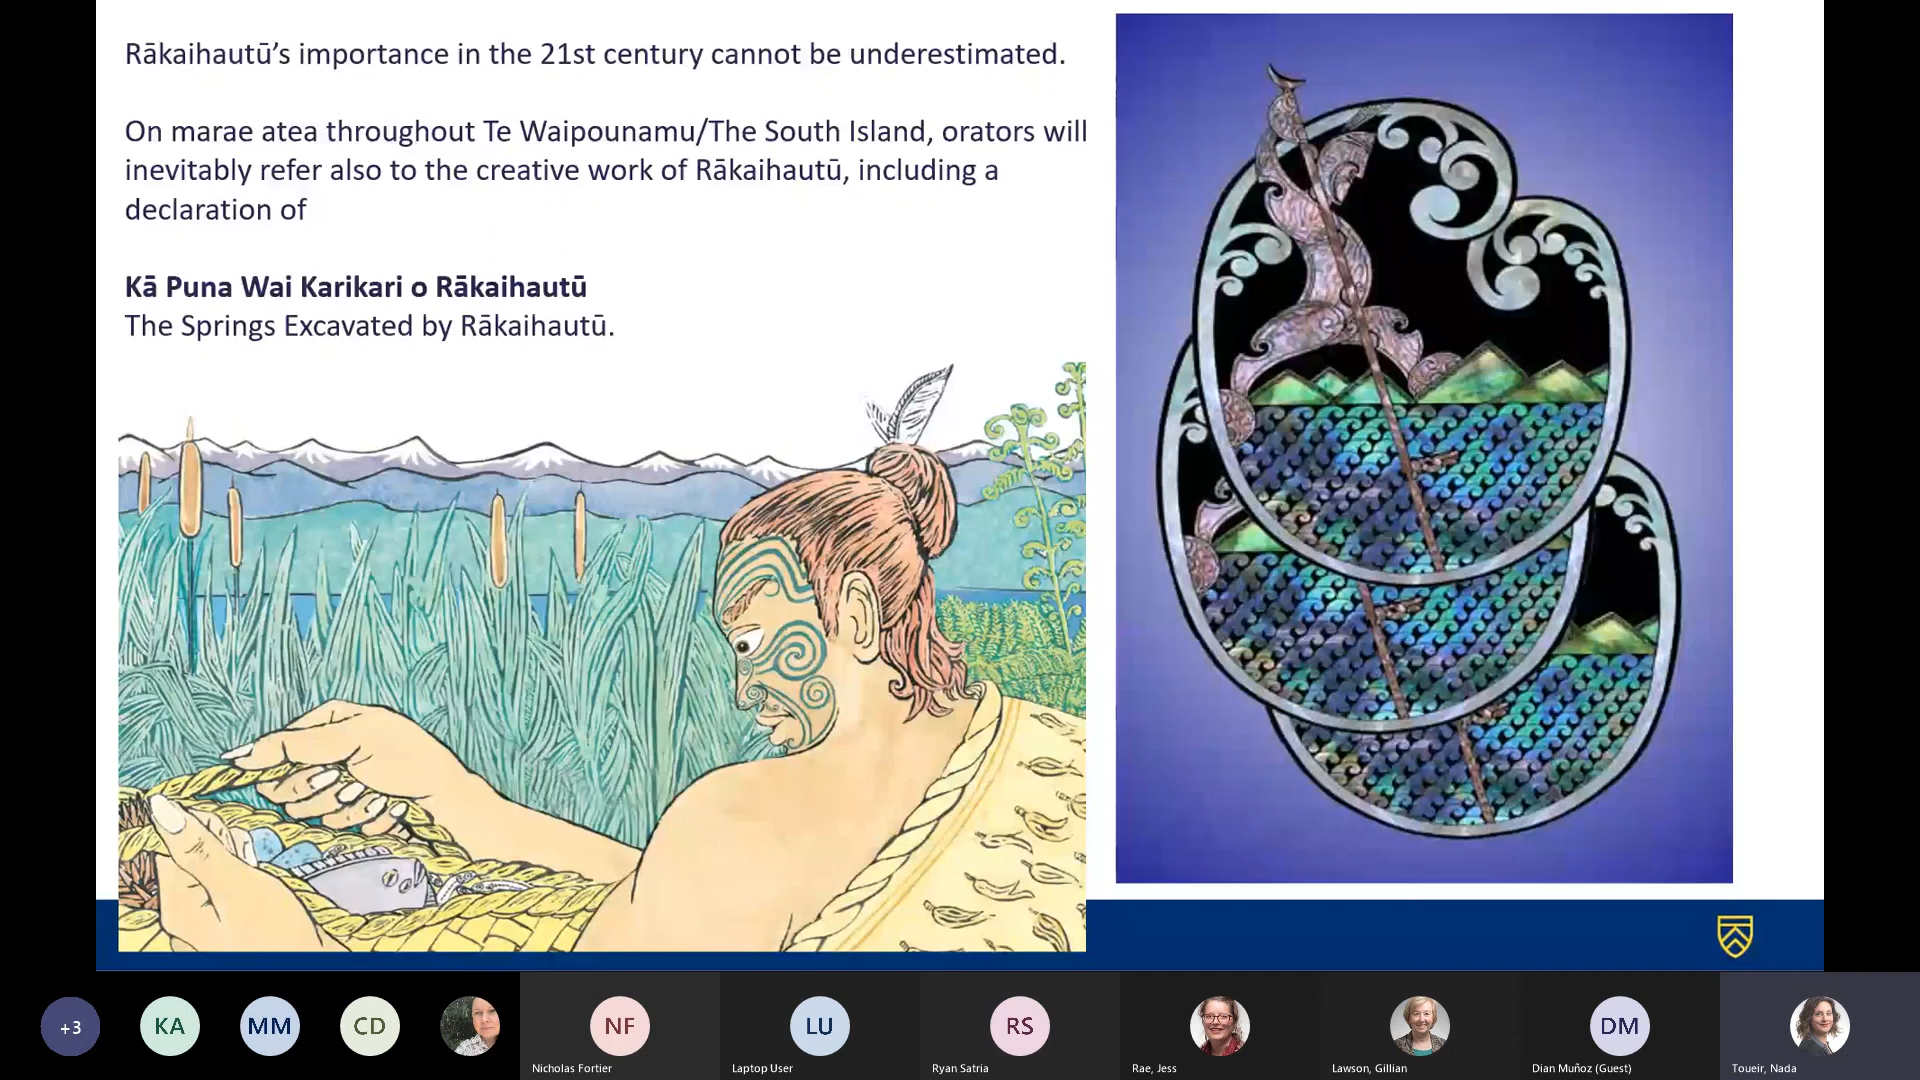 Rākaihautū’s importance in the 21st century cannot be underestimated.
On marae atea throughout Te Waipounamu/The South Island, orators will
inevitably refer also to the creative work of Rākaihautū, including a
declaration of
Kā Puna Wai Karikari o Rākaihautū
The Springs Excavated by Rākaihautū.
+3
KA
MM
CD
NF
LU
RS
DM
Nicholas Fortier
Laptop User
Ryan Satria
Rae, Jess
Lawson, Gillian
Dian Muñoz (Guest)
Toueir, Nada